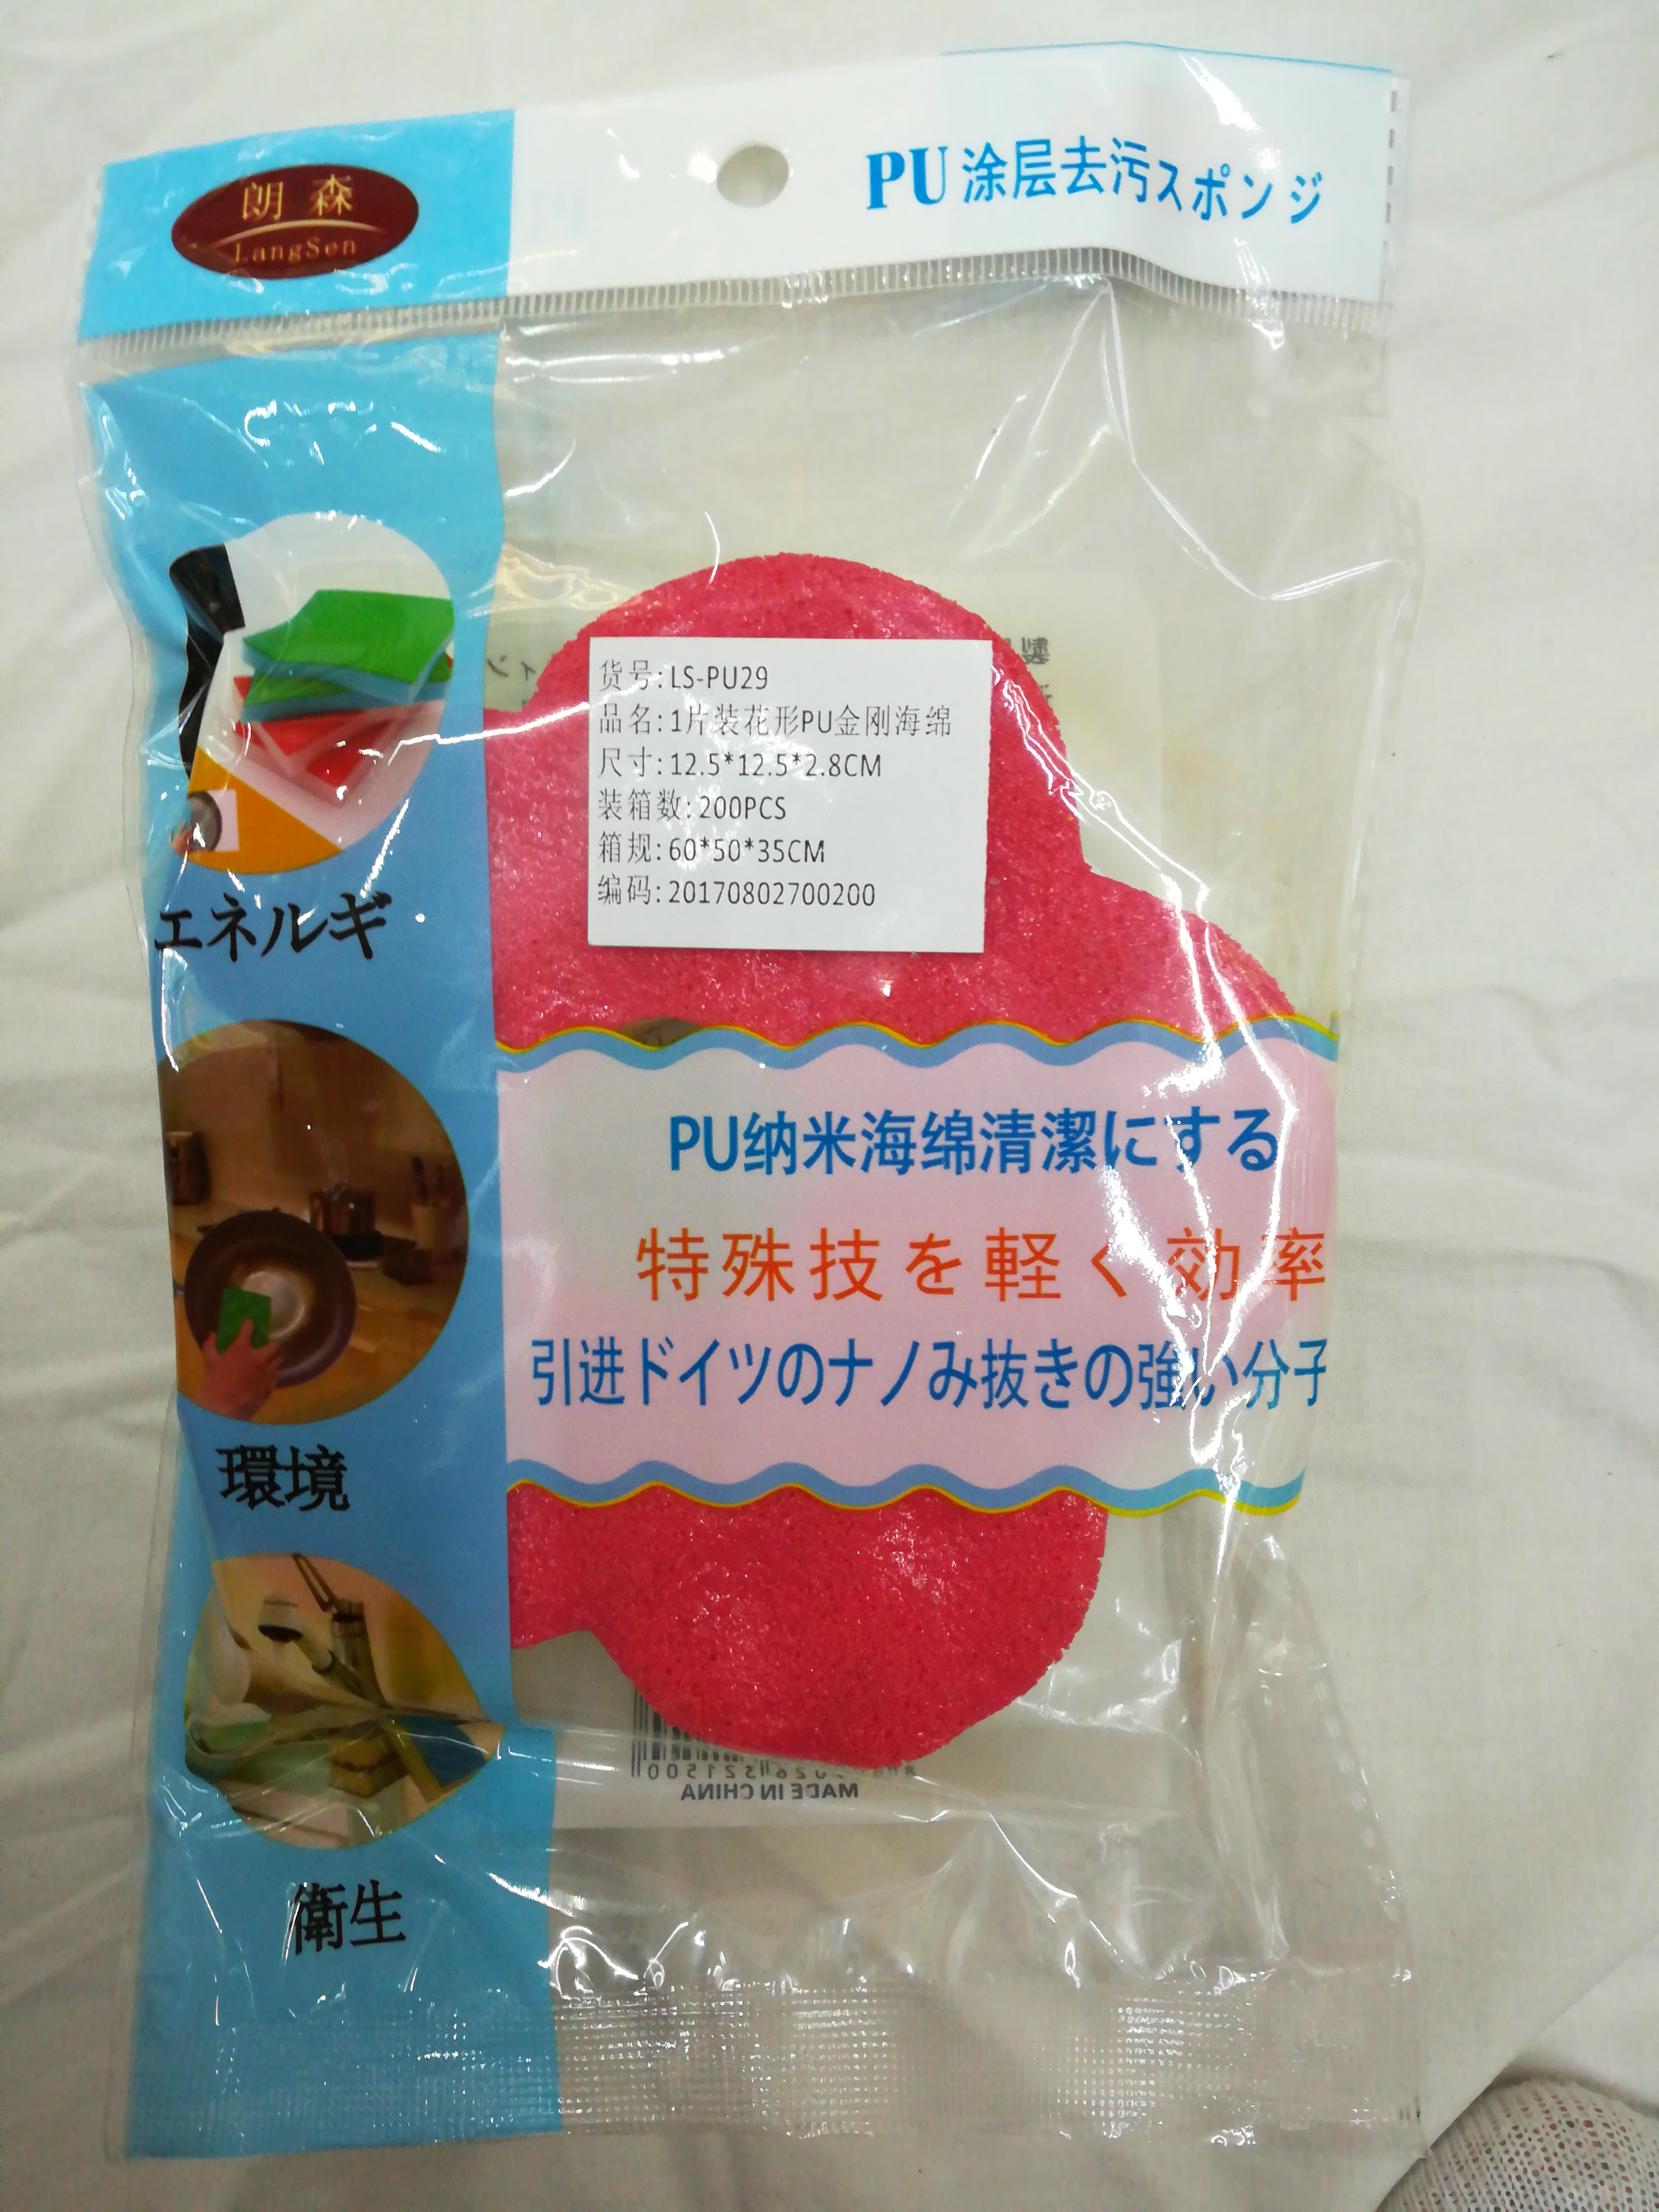 朗森
LangSen
PU涂层去污スポンジ
货号:LS-PU29
品名:1片装花形PU金刚海绵
尺寸:12.5*12.5*2.8CM
装箱数:200PCS
箱规:60*50*35CM
编码:20170802700200
エネルギ
PU纳米海绵清潔にする
特殊技を軽く効率
引进ドイツのナノみ抜きの強い分子
環境
衛生
MADE IN CHINA